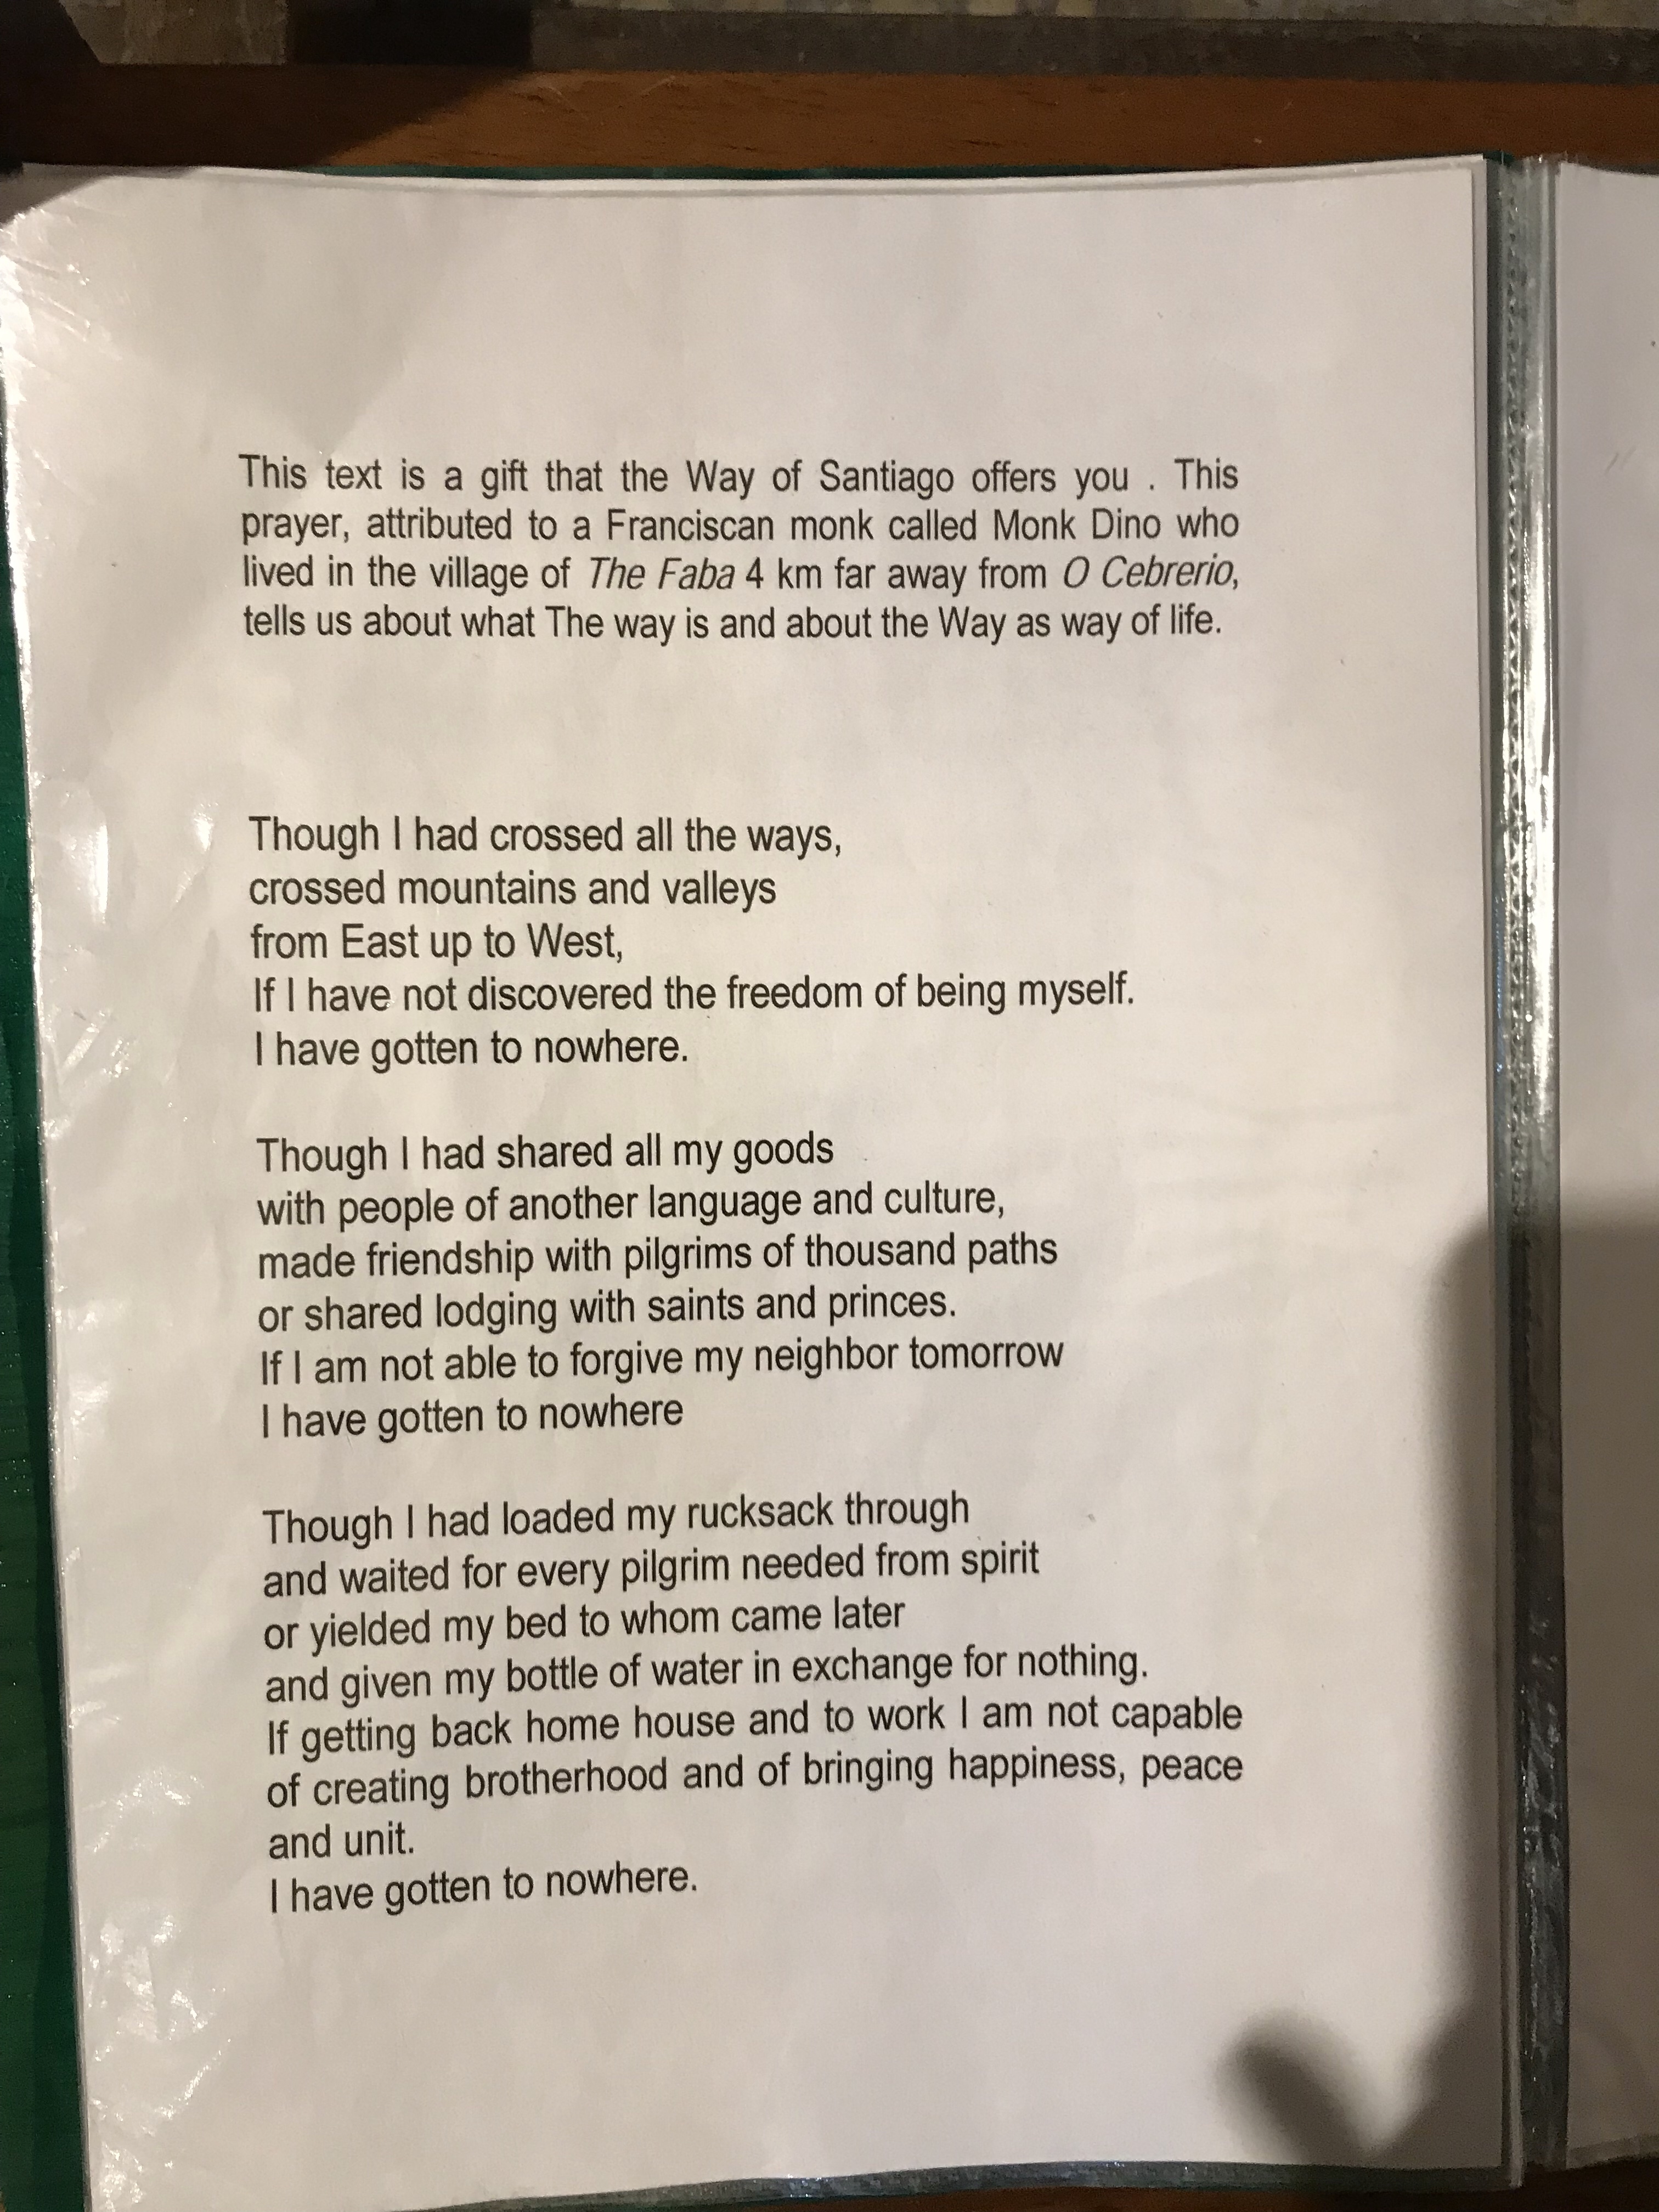 This text is a gift that the Way of Santiago offers you . This
prayer, attributed to a Franciscan monk called Monk Dino who
lived in the village of The Faba 4 km far away from O Cebrerio,
tells us about what The way is and about the Way as way of life.
Though I had crossed all the ways,
crossed mountains and valleys
from East up to West,
If I have not discovered the freedom of being myself.
I have gotten to nowhere.
Though I had shared all my goods
with people of another language and culture,
made friendship with pilgrims of thousand paths
or shared lodging with saints and princes.
If I am not able to forgive my neighbor tomorrow
I have gotten to nowhere
Though I had loaded my rucksack through
and waited for every pilgrim needed from spirit
or yielded my bed to whom came later
and given my bottle of water in exchange for nothing.
If getting back home house and to work I am not capable
of creating brotherhood and of bringing happiness, peace
and unit.
I have gotten to nowhere.